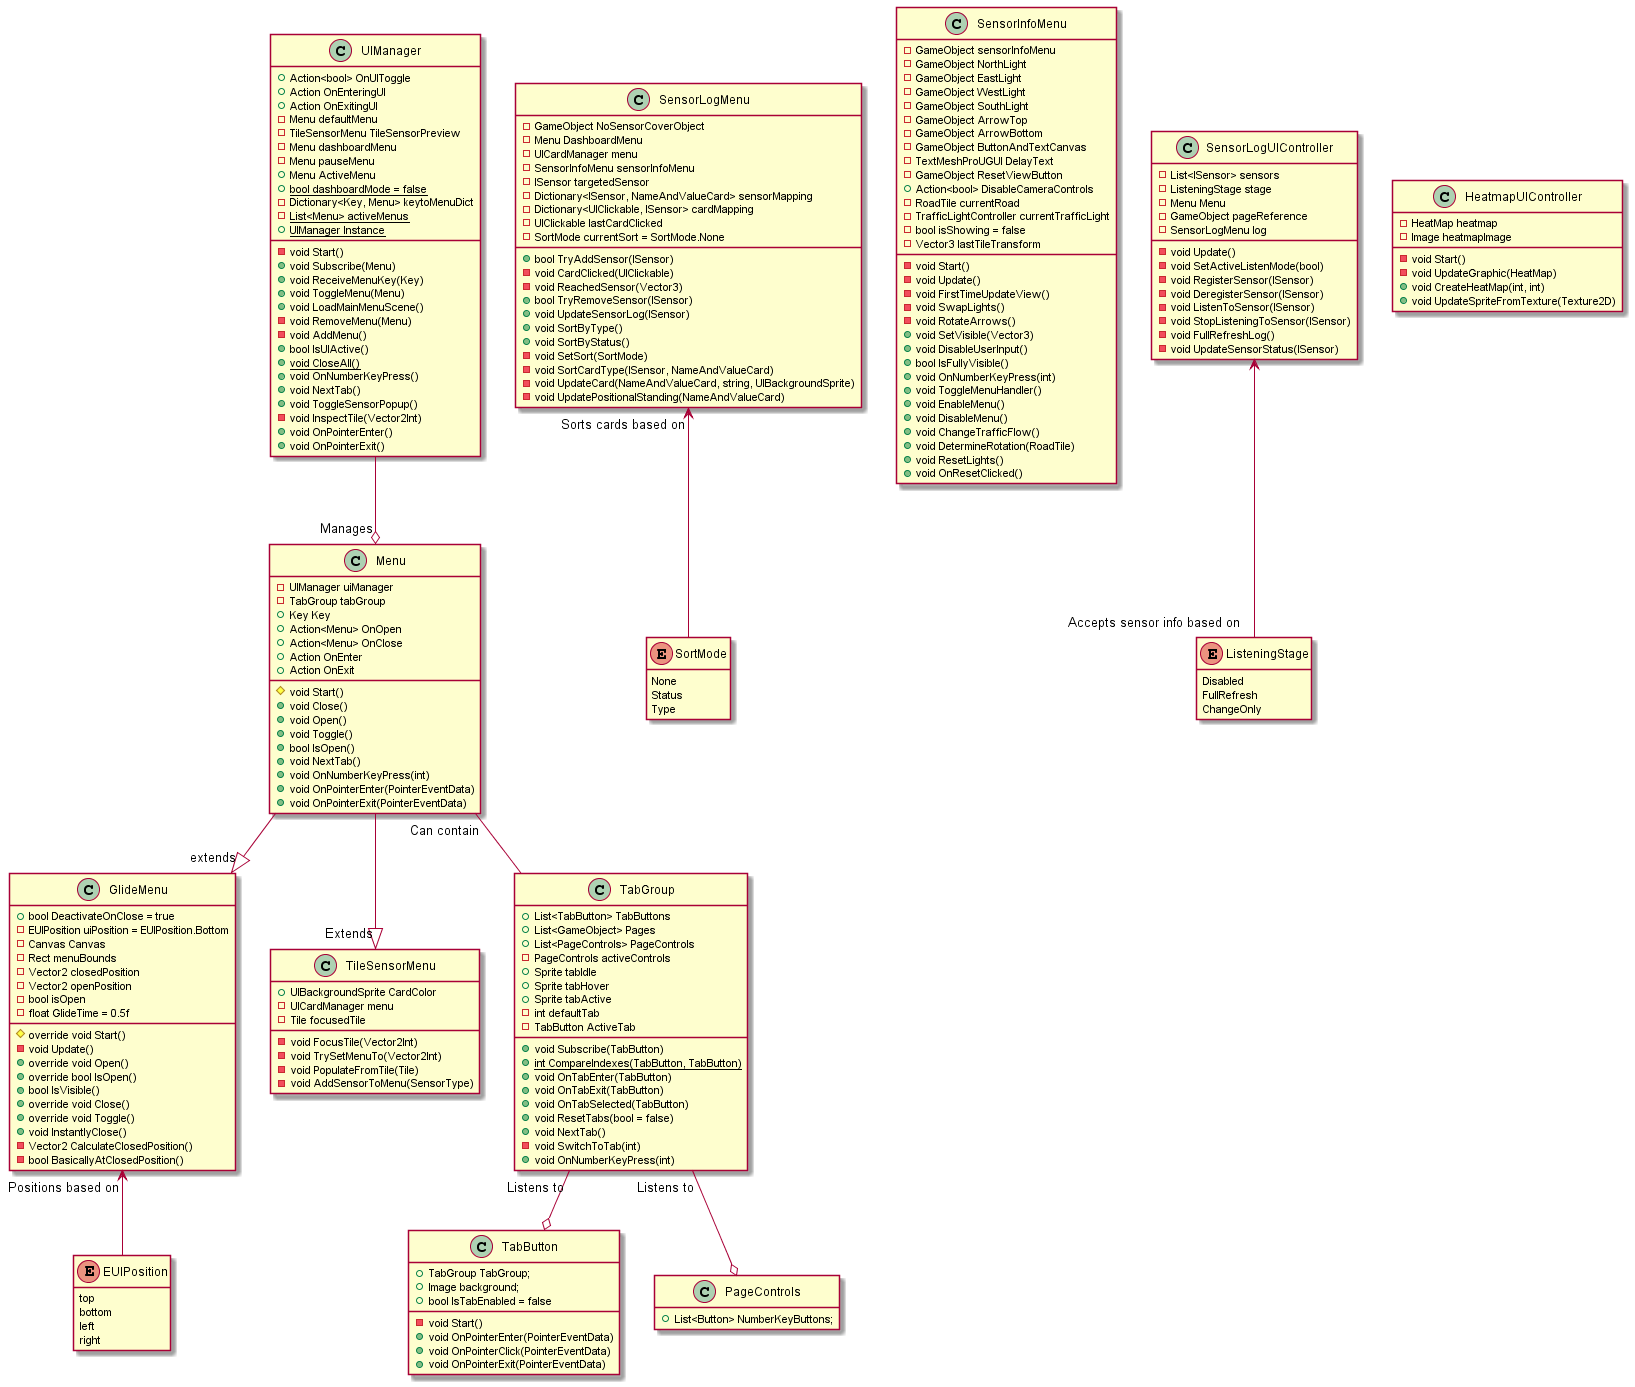 C UIManager
Action<bool> OnUIToggle
Action OnEnteringUI
Action OnExitingUI
Menu defaultMenu
TileSensorMenu TileSensorPreview
Menu dashboardMenu
Menu pauseMenu
Menu ActiveMenu
bool dashboardMode = false
Dictionary<Key, Menu> keytoMenuDict
List<Menu> activeMenus
UIManager Instance
void Start()
void Subscribe(Menu)
void ReceiveMenuKey(Key)
void ToggleMenu(Menu)
void LoadMainMenuScene()
void RemoveMenu(Menu)
void AddMenu()
bool IsUIActive()
void CloseAll()
void OnNumberKeyPress()
void NextTab()
void ToggleSensorPopup()
void InspectTile(Vector2Int)
void OnPointerEnter()
void OnPointerExit()
C SensorLogMenu
GameObject NoSensorCoverObject
Menu DashboardMenu
UICardManager menu
SensorInfoMenu sensorInfoMenu
ISensor targetedSensor
Dictionary<ISensor, NameAndValueCard> sensorMapping
Dictionary<UIClickable, ISensor> cardMapping
UIClickable lastCardClicked
SortMode currentSort = SortMode.None
bool TryAddSensor(ISensor)
void CardClicked(UIClickable)
void ReachedSensor(Vector3)
bool TryRemoveSensor(ISensor)
void UpdateSensorLog(ISensor)
void SortByType()
void SortByStatus()
void SetSort(SortMode)
void SortCardType(ISensor, NameAndValueCard)
void UpdateCard(NameAndValueCard, string, UIBackgroundSprite)
void UpdatePositionalStanding(NameAndValueCard)
C SensorInfoMenu
GameObject sensorInfoMenu
GameObject NorthLight
GameObject EastLight
GameObject WestLight
GameObject SouthLight
GameObject ArrowTop
GameObject ArrowBottom
GameObject ButtonAndTextCanvas
TextMeshProUGUI DelayText
GameObject ResetViewButton
Action<bool> DisableCameraControls
RoadTile currentRoad
TrafficLightController currentTrafficLight
bool isShowing = false
Vector3 lastTileTransform
void Start()
void Update()
void FirstTimeUpdateView()
void SwapLights()
void RotateArrows()
void SetVisible(Vector3)
void DisableUserInput()
bool IsFullyVisible()
void OnNumberKeyPress(int)
void ToggleMenuHandler()
void EnableMenu()
void DisableMenu()
void ChangeTrafficFlow()
void DetermineRotation(RoadTile)
void ResetLights()
void OnResetClicked()
C SensorLogUIController
List<ISensor> sensors
ListeningStage stage
Menu Menu
GameObject pageReference
SensorLogMenu log
void Update()
void SetActiveListenMode(bool)
void RegisterSensor(ISensor)
void DeregisterSensor(ISensor)
void ListenToSensor(ISensor)
void StopListeningToSensor(ISensor)
void FullRefreshLog()
void UpdateSensorStatus(ISensor)
C HeatmapUIController
HeatMap heatmap
Image heatmapImage
void Start()
void UpdateGraphic(HeatMap)
void CreateHeatMap(int, int)
void UpdateSpriteFromTexture(Texture2D)
Manages
Sorts cards based on
Accepts sensor info based on
C Menu
UIManager uiManager
TabGroup tabGroup
Key Key
Action<Menu> OnOpen
Action<Menu> OnClose
Action OnEnter
Action OnExit
void Start()
void Close()
void Open()
void Toggle()
bool IsOpen()
void NextTab()
void OnNumberKeyPress(int)
void OnPointerEnter(PointerEventData)
void OnPointerExit(PointerEventData)
E SortMode
None
Status
Type
E ListeningStage
Disabled
FullRefresh
ChangeOnly
extends
Extends
Can contain
C GlideMenu
bool DeactivateOnClose = true
EUIPosition uiPosition = EUIPosition.Bottom
Canvas Canvas
Rect menuBounds
Vector2 closedPosition
Vector2 openPosition
bool isOpen
float GlideTime = 0.5f
override void Start()
void Update()
override void Open()
override bool IsOpen()
bool IsVisible()
override void Close()
override void Toggle()
void InstantlyClose()
Vector2 CalculateClosedPosition()
bool BasicallyAtClosedPosition()
C TileSensorMenu
UIBackgroundSprite CardColor
UICardManager menu
Tile focusedTile
void FocusTile(Vector2Int)
void TrySetMenuTo(Vector2Int)
void PopulateFromTile(Tile)
void AddSensorToMenu(SensorType)
C TabGroup
List<TabButton> TabButtons
List<GameObject> Pages
List<PageControls> PageControls
PageControls activeControls
Sprite tabIdle
Sprite tabHover
Sprite tabActive
int defaultTab
TabButton ActiveTab
void Subscribe(TabButton)
int CompareIndexes(TabButton, TabButton)
void OnTabEnter(TabButton)
void OnTabExit(TabButton)
void OnTabSelected(TabButton)
void ResetTabs(bool = false)
void NextTab()
void SwitchToTab(int)
void OnNumberKeyPress(int)
Positions based on
Listens to
Listens to
E EUIPosition
top
bottom
left
right
C TabButton
TabGroup TabGroup;
Image background;
bool IsTabEnabled = false
void Start()
void OnPointerEnter(PointerEventData)
void OnPointerClick(PointerEventData)
void OnPointerExit(PointerEventData)
C PageControls
List<Button> NumberKeyButtons;